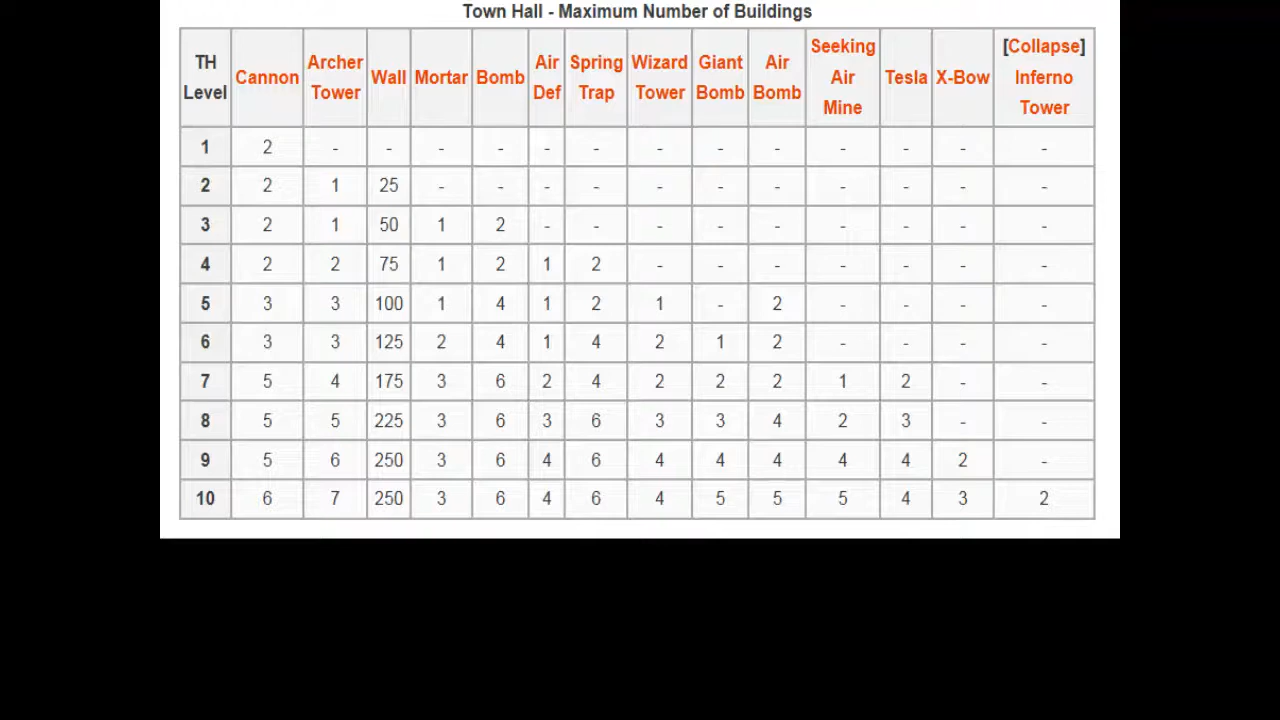 Town Hall - Maximum Number of Buildings
TH Level Cannon Archer Tower Wall Mortar Bomb Air Def Spring Trap Wizard Tower Giant Bomb Air Bomb Seeking Air Mine Tesla X-Bow [Collapse] Inferno Tower
1 2 - - - - - - - - - - - - -
2 2 1 25 - - - - - - - - - - -
3 2 1 50 1 2 - - - - - - - - -
4 2 2 75 1 2 1 2 - - - - - - -
5 3 3 100 1 4 1 2 1 - 2 - - - -
6 3 3 125 2 4 1 4 2 1 2 - - - -
7 5 4 175 3 6 2 4 2 2 2 1 2 - -
8 5 5 225 3 6 3 6 3 3 4 2 3 - -
9 5 6 250 3 6 4 6 4 4 4 4 4 2 -
10 6 7 250 3 6 4 6 4 5 5 5 4 3 2